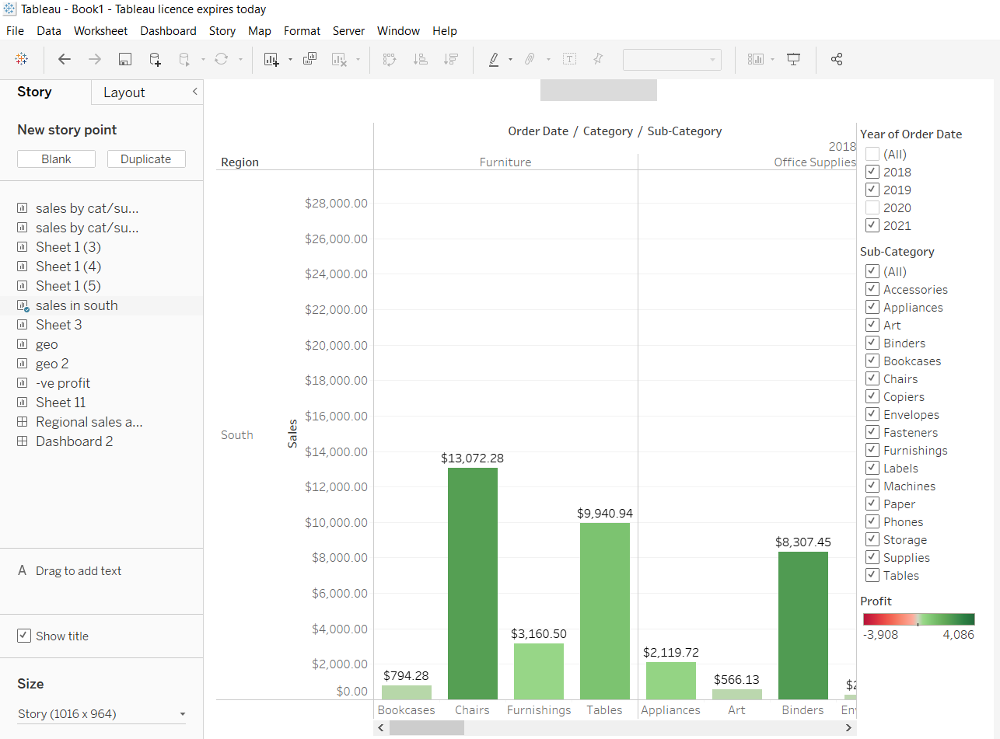 Tableau - Book1 - Tableau licence expires today
File Data Worksheet Dashboard Story Map Format Server Window Help
Story Layout
New story point
Blank Duplicate
sales by cat/su...
sales by cat/su...
Sheet 1 (3)
Sheet 1 (4)
Sheet 1 (5)
sales in south
Sheet 3
geo
geo 2
-ve profit
Sheet 11
Regional sales a...
Dashboard 2
A Drag to add text
Show title
Size
Story (1016 x 964)
Order Date / Category / Sub-Category
2018
Region Furniture Office Supplies
$28,000.00
$26,000.00
$24,000.00
$22,000.00
$20,000.00
$18,000.00
$16,000.00
$14,000.00
$12,000.00
$10,000.00
$8,000.00
$6,000.00
$4,000.00
$2,000.00
$0.00
South
Sales
$794.28
$13,072.28
$3,160.50
$9,940.94
$2,119.72
$566.13
$8,307.45
Bookcases Chairs Furnishings Tables Appliances Art Binders
Year of Order Date
(All)
2018
2019
2020
2021
Sub-Category
(All)
Accessories
Appliances
Art
Binders
Bookcases
Chairs
Copiers
Envelopes
Fasteners
Furnishings
Labels
Machines
Paper
Phones
Storage
Supplies
Tables
Profit
-3,908 4,086